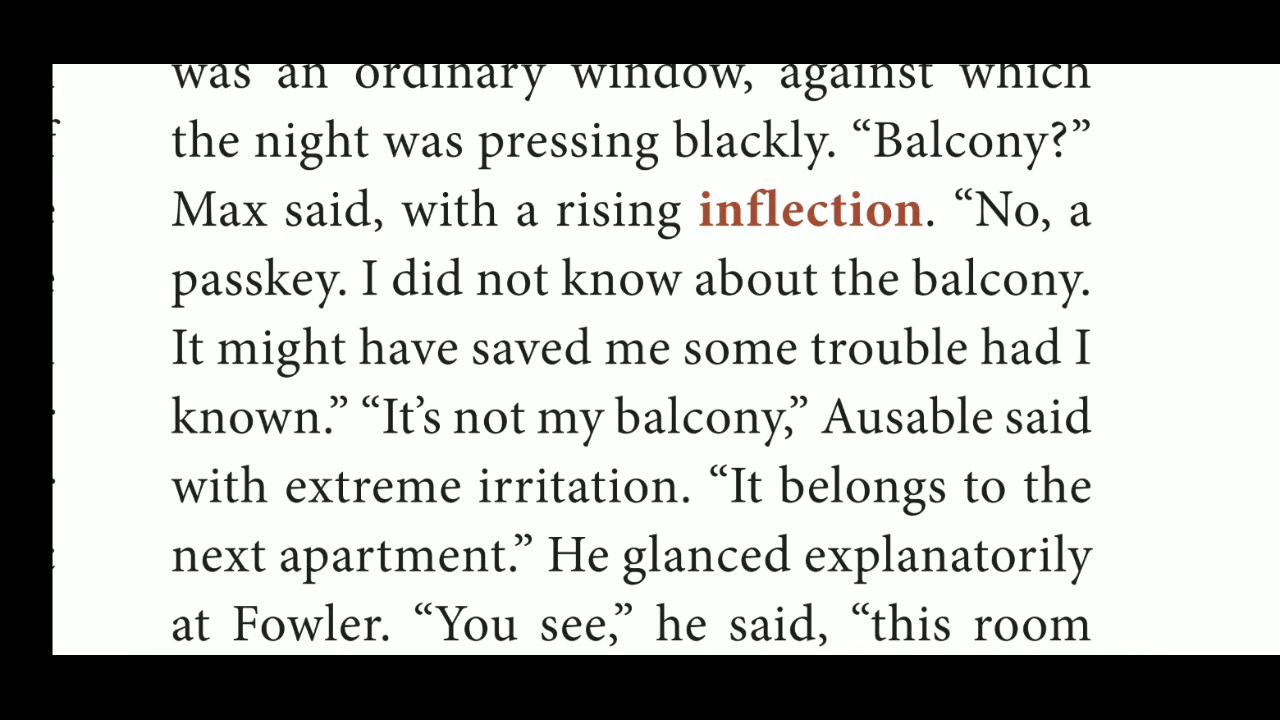 was an ordinary window, against which
the night was pressing blackly. “Balcony?”
Max said, with a rising inflection. “No, a
passkey. I did not know about the balcony.
It might have saved me some trouble had I
known.” “It’s not my balcony,” Ausable said
with extreme irritation. “It belongs to the
next apartment.” He glanced explanatorily
at Fowler. “You see,” he said, “this room